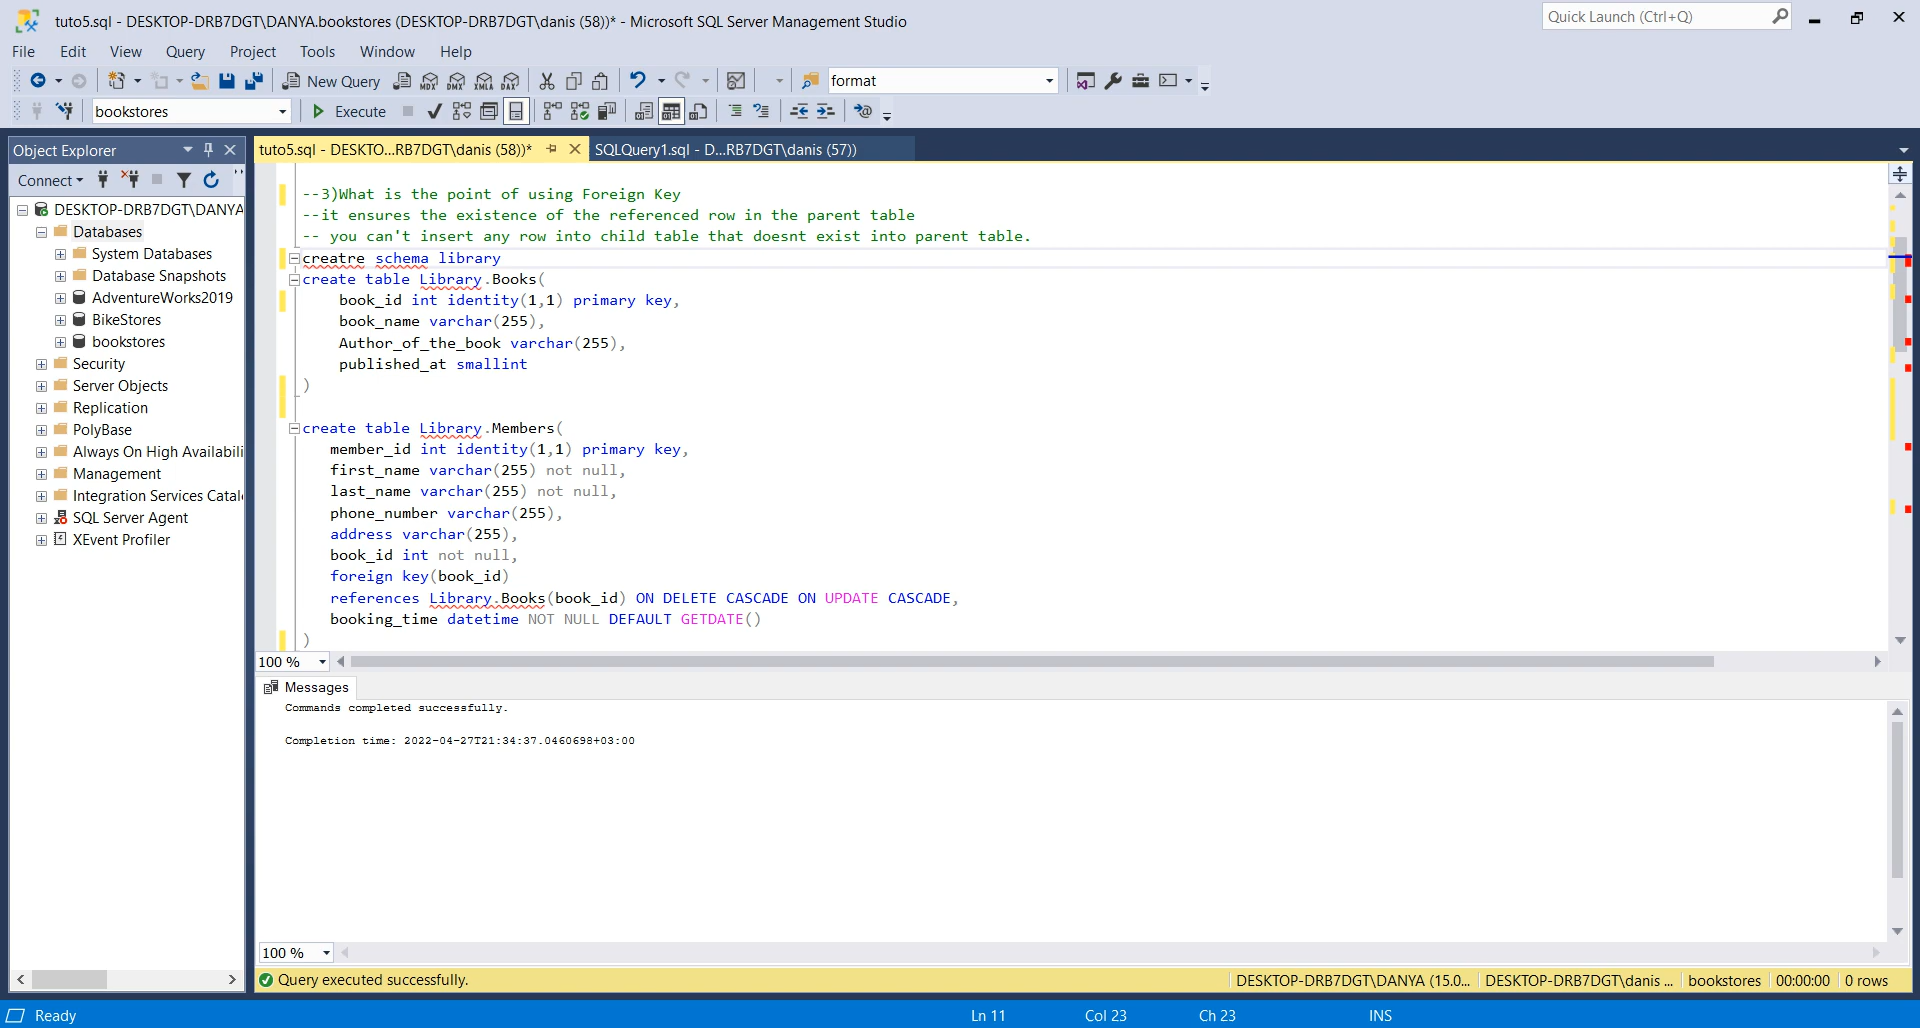 tuto5.sql - DESKTOP-DRB7DGT\DANYA.bookstores (DESKTOP-DRB7DGT\danis (58))* - Microsoft SQL Server Management Studio
Quick Launch (Ctrl+Q)
File Edit View Query Project Tools Window Help
New Query MDX DMX XMLA DAX format
bookstores Execute
Object Explorer
tuto5.sql - DESKTO...RB7DGT\danis (58))*
SQLQuery1.sql - D...RB7DGT\danis (57))
Connect
DESKTOP-DRB7DGT\DANYA
Databases
System Databases
Database Snapshots
AdventureWorks2019
BikeStores
bookstores
Security
Server Objects
Replication
PolyBase
Always On High Availabili
Management
Integration Services Catal
SQL Server Agent
XEvent Profiler
--3)What is the point of using Foreign Key
--it ensures the existence of the referenced row in the parent table
-- you can't insert any row into child table that doesnt exist into parent table.
creatre schema library
create table Library.Books(
book_id int identity(1,1) primary key,
book_name varchar(255),
Author_of_the_book varchar(255),
published_at smallint
)
create table Library.Members(
member_id int identity(1,1) primary key,
first_name varchar(255) not null,
last_name varchar(255) not null,
phone_number varchar(255),
address varchar(255),
book_id int not null,
foreign key(book_id)
references Library.Books(book_id) ON DELETE CASCADE ON UPDATE CASCADE,
booking_time datetime NOT NULL DEFAULT GETDATE()
)
100 %
Messages
Commands completed successfully.
Completion time: 2022-04-27T21:34:37.0460698+03:00
100 %
Query executed successfully.
DESKTOP-DRB7DGT\DANYA (15.0... DESKTOP-DRB7DGT\danis ... bookstores 00:00:00 0 rows
Ready Ln 11 Col 23 Ch 23 INS